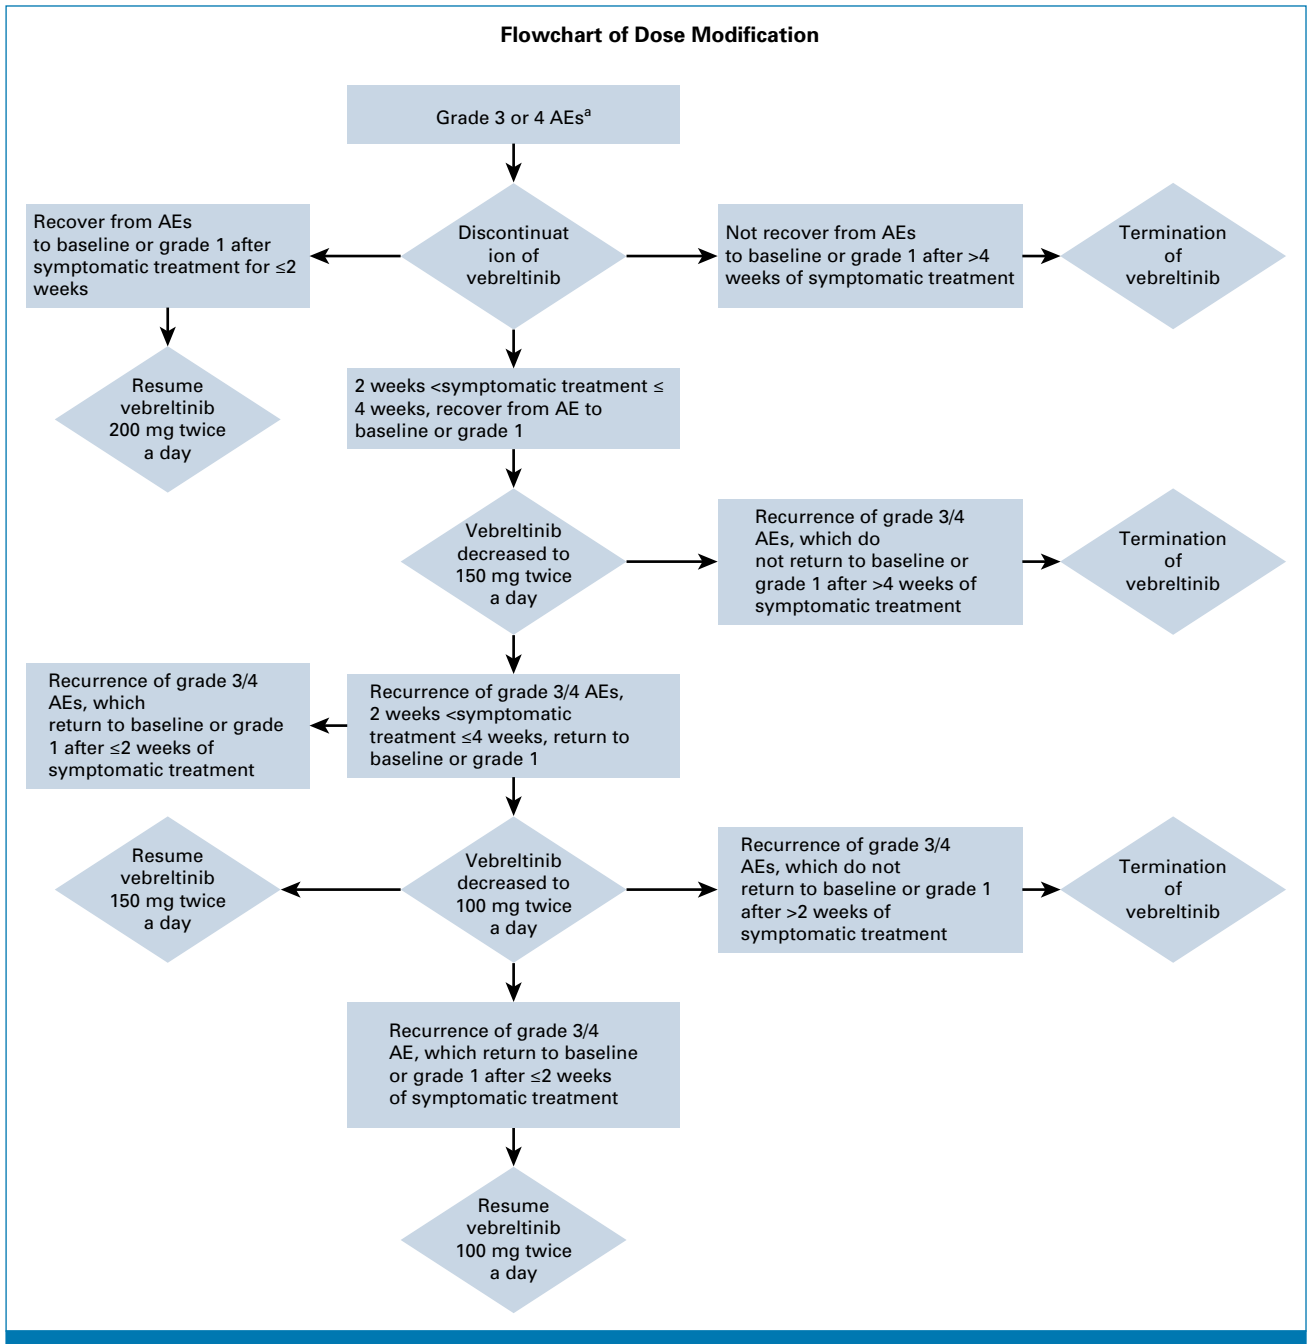 Flowchart of Dose Modification
Grade 3 or 4 AEsᵃ
Recover from AEs
to baseline or grade 1 after
symptomatic treatment for ≤2
weeks
Discontinuat
ion of
vebreltinib
Not recover from AEs
to baseline or grade 1 after >4
weeks of symptomatic treatment
Termination
of
vebreltinib
Resume
vebreltinib
200 mg twice
a day
2 weeks <symptomatic treatment ≤
4 weeks, recover from AE to
baseline or grade 1
Vebreltinib
decreased to
150 mg twice
a day
Recurrence of grade 3/4
AEs, which do
not return to baseline or
grade 1 after >4 weeks of
symptomatic treatment
Termination
of
vebreltinib
Recurrence of grade 3/4
AEs, which
return to baseline or grade
1 after ≤2 weeks of
symptomatic treatment
Recurrence of grade 3/4 AEs,
2 weeks <symptomatic
treatment ≤4 weeks, return to
baseline or grade 1
Resume
vebreltinib
150 mg twice
a day
Vebreltinib
decreased to
100 mg twice
a day
Recurrence of grade 3/4
AEs, which do not
return to baseline or grade 1
after >2 weeks of
symptomatic treatment
Termination
of
vebreltinib
Recurrence of grade 3/4
AE, which return to baseline
or grade 1 after ≤2 weeks
of symptomatic treatment
Resume
vebreltinib
100 mg twice
a day